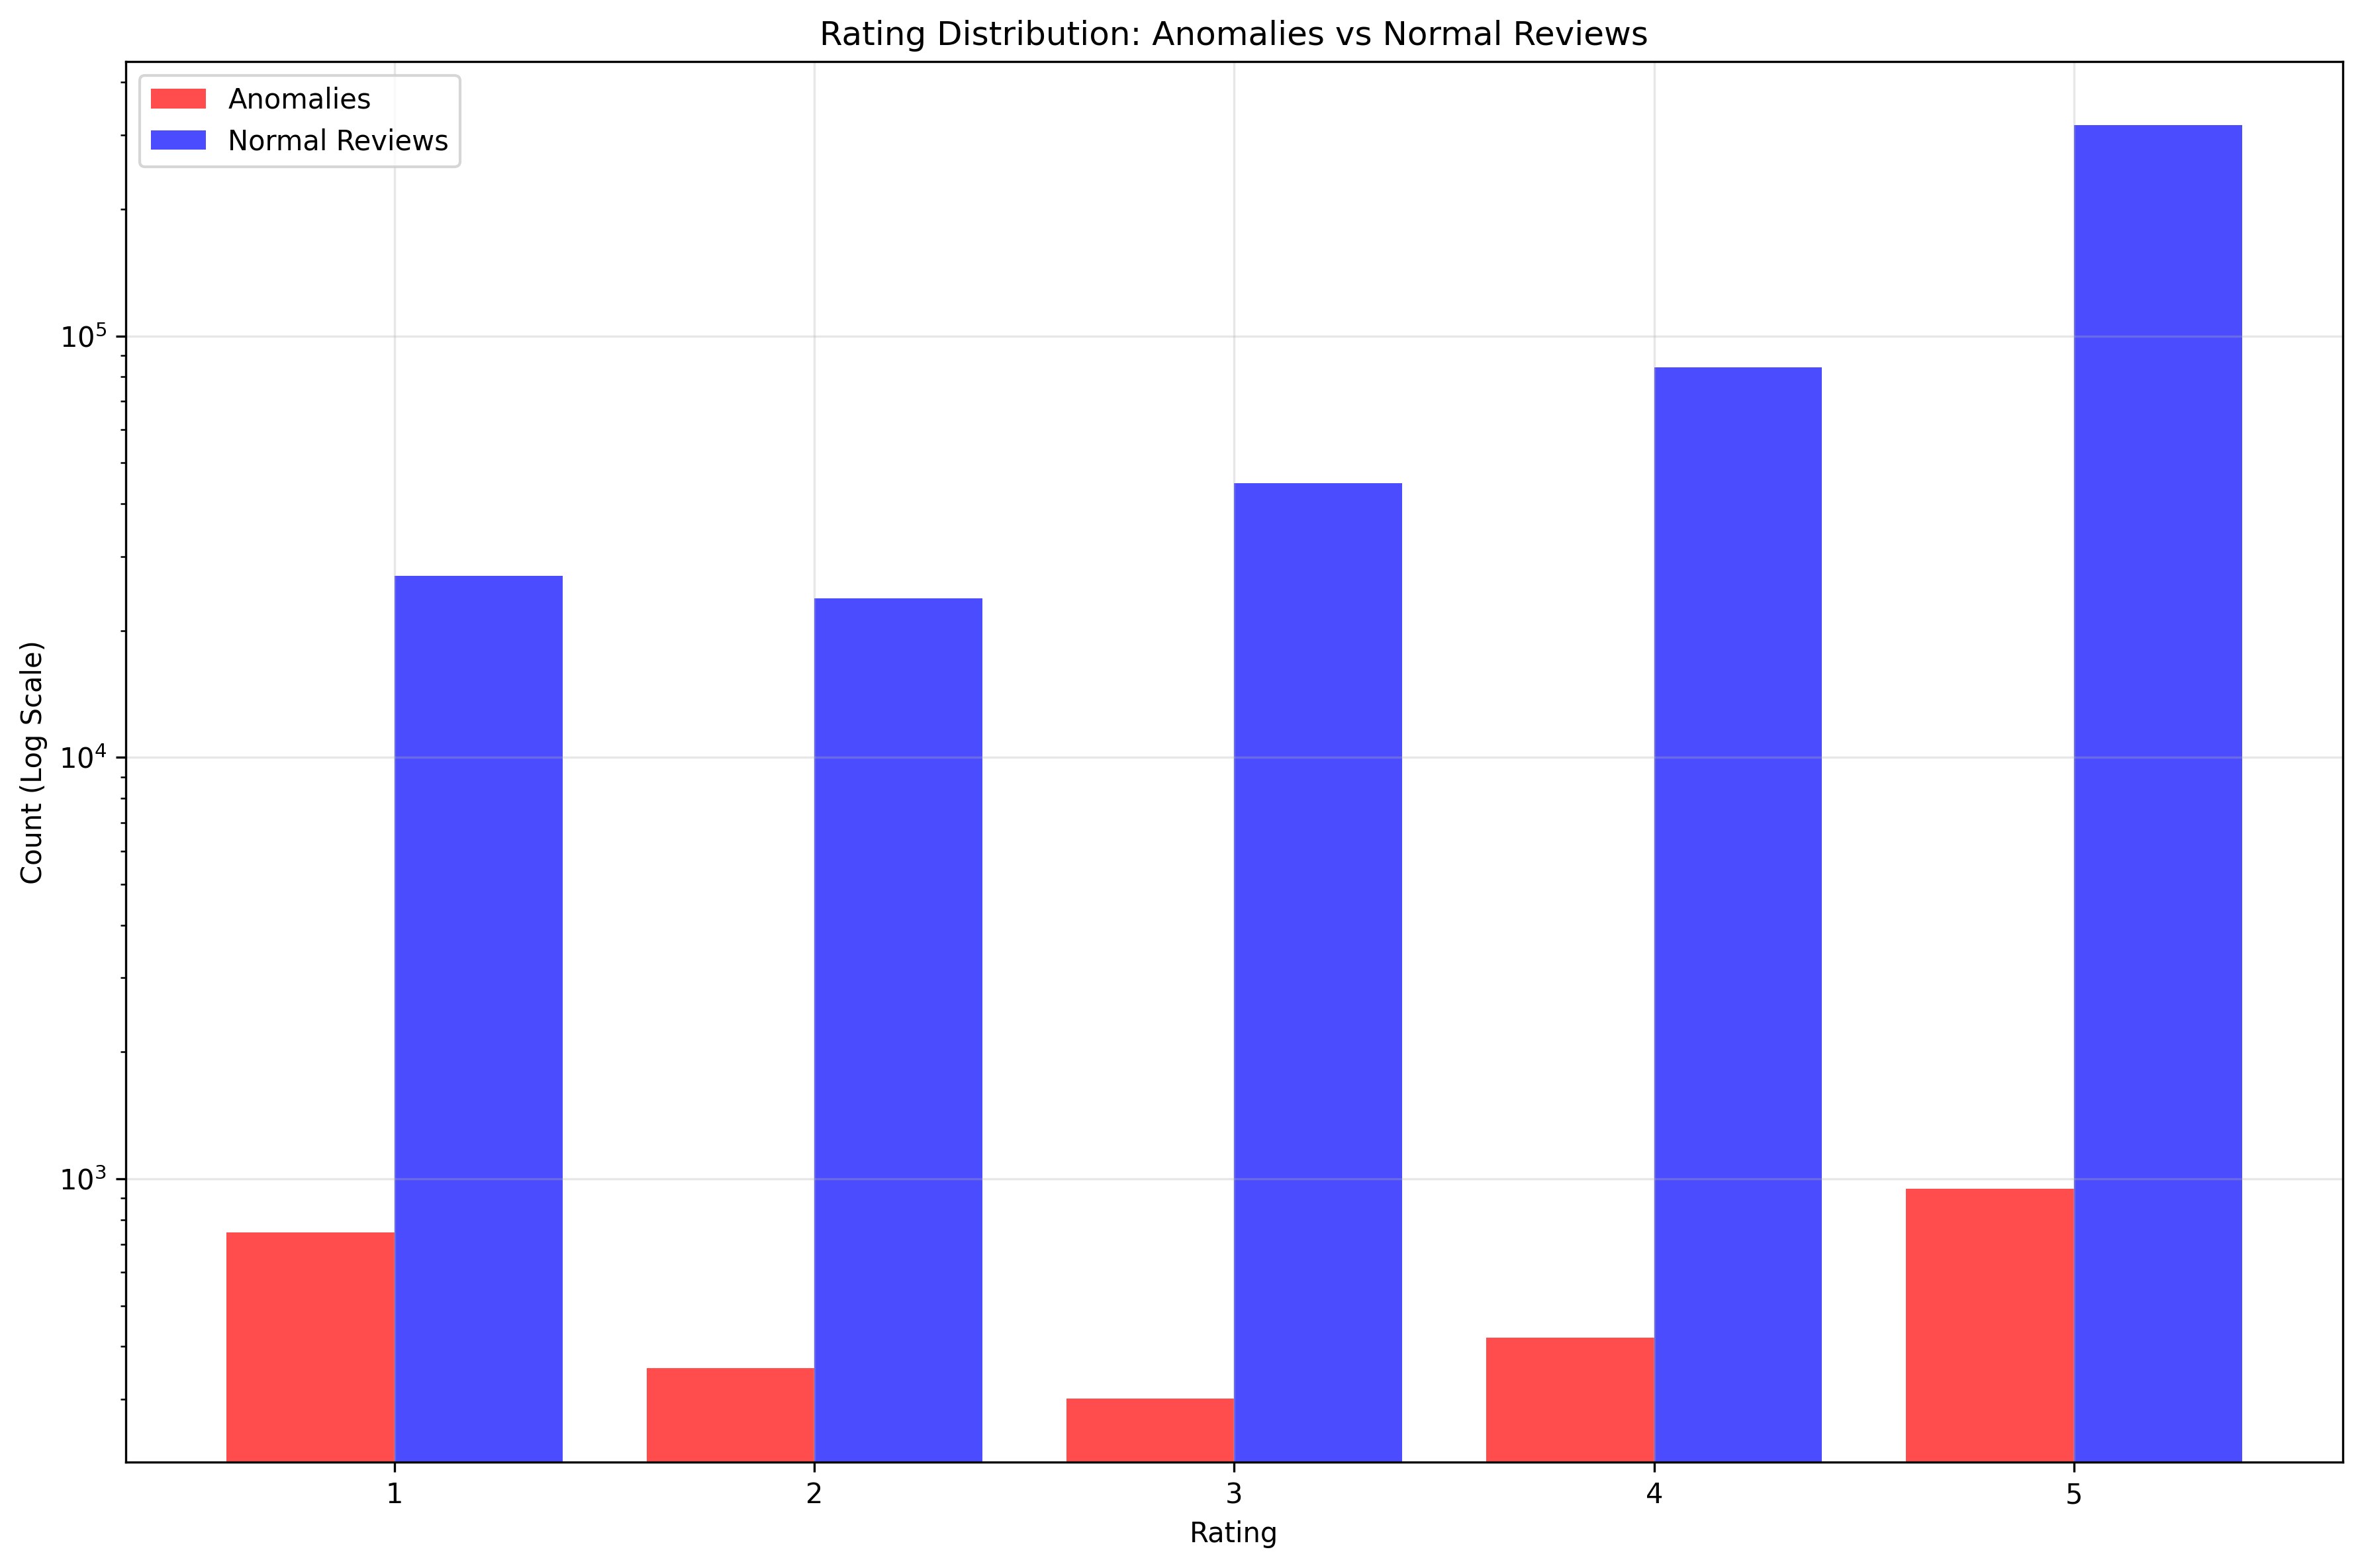 Rating Distribution: Anomalies vs Normal Reviews
Anomalies
Normal Reviews
Count (Log Scale)
10⁵
10⁴
10³
1 2 3 4 5
Rating